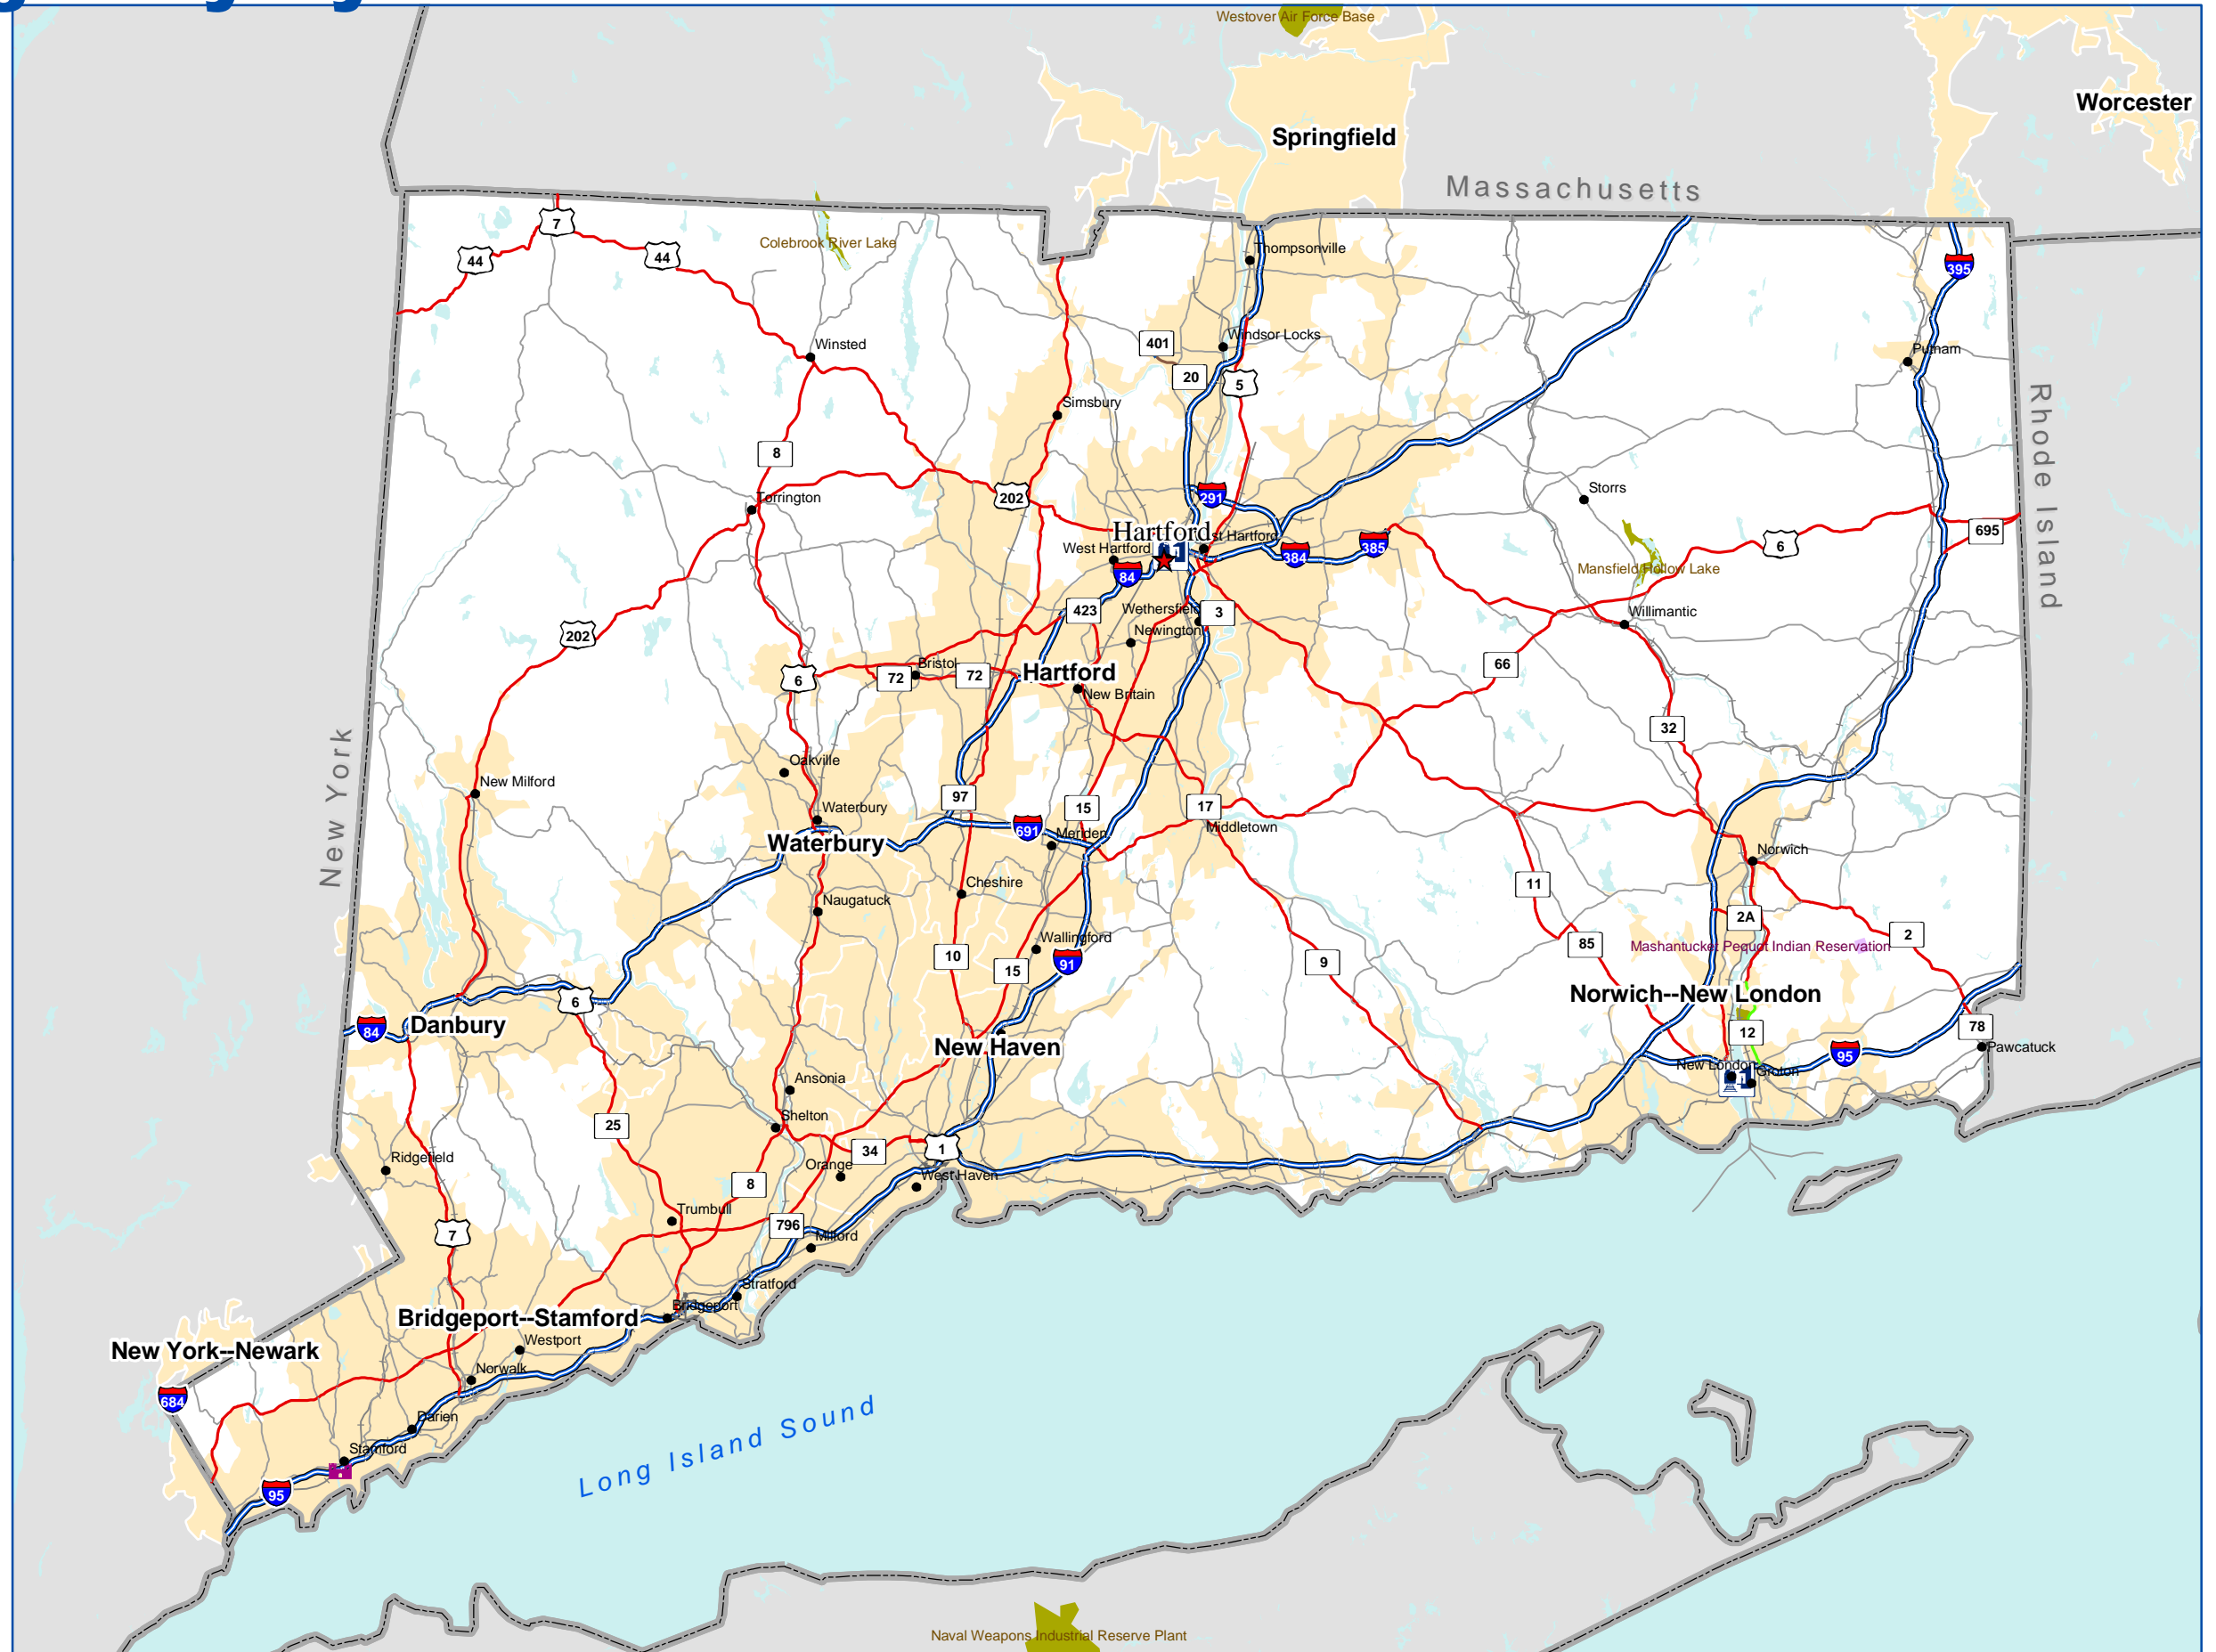 Westover Air Force Base
Worcester
Springfield
Massachusetts
7
44
44
Colebrook River Lake
Thompsonville
395
Winsted
401
Windsor Locks
20
5
Putnam
Simsbury
8
Rhode Island
Torrington
202
291
Storrs
695
Hartford
st Hartford
West Hartford
384
385
6
84
Mansfield Hollow Lake
423
Wethersfield
3
Willimantic
202
Newington
66
Bristol
6
72
72
Hartford
New Britain
32
New York
Oakville
New Milford
97
Waterbury
15
17
691
Meriden
Middletown
Waterbury
Norwich
Cheshire
11
Naugatuck
2A
2
Wallingford
85
Mashantucket Pequot Indian Reservation
10
15
91
9
Norwich--New London
6
84
Danbury
12
78
New Haven
95
Pawcatuck
New London
Groton
Ansonia
Shelton
25
34
1
Ridgefield
Orange
West Haven
8
Trumbull
796
7
Milford
Stratford
Bridgeport
Bridgeport--Stamford
Westport
New York--Newark
Norwalk
684
Darien
Long Island Sound
Stamford
95
Naval Weapons Industrial Reserve Plant